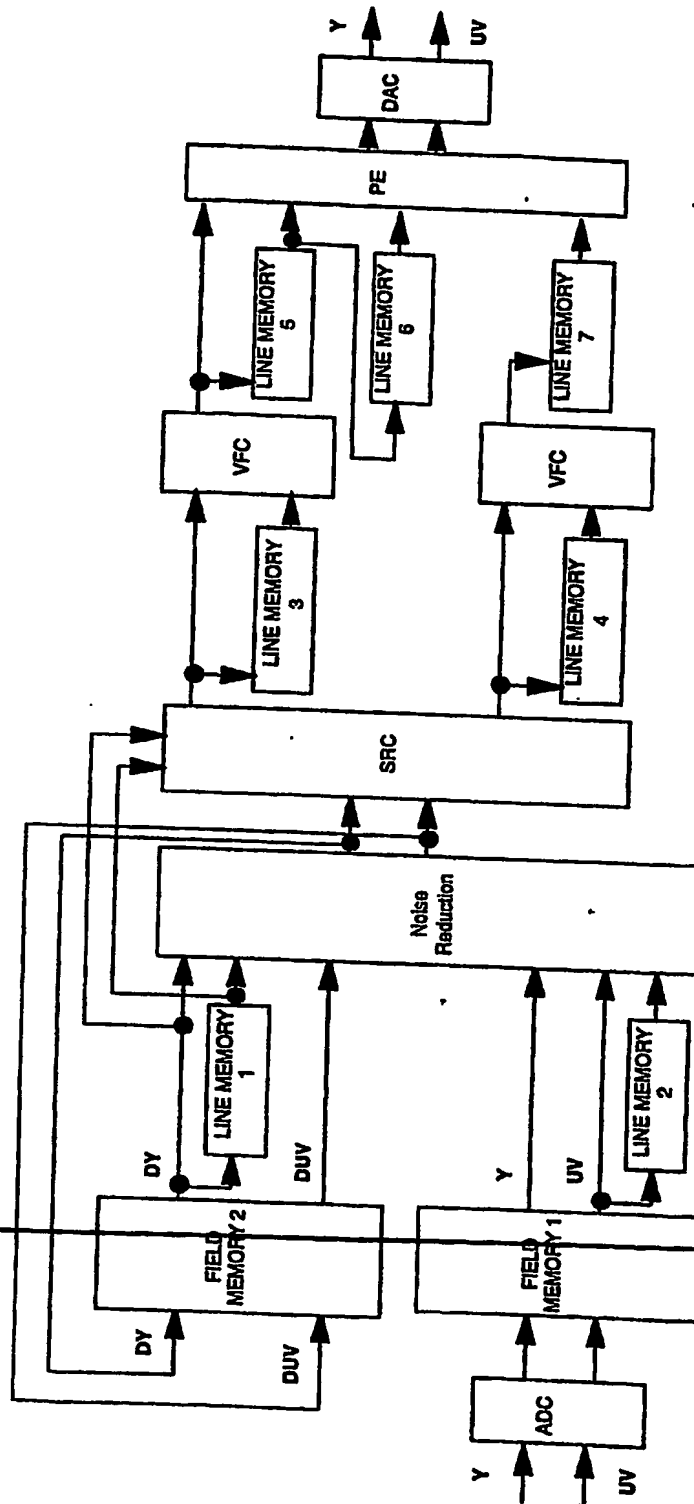 Y
UV
ADC
DY
DUV
FIELD
MEMORY 2
FIELD
MEMORY 1
DY
DUV
Y
UV
LINE MEMORY
1
LINE MEMORY
2
Noise
Reduction
SRC
LINE MEMORY
3
LINE MEMORY
4
VFC
VFC
LINE MEMORY
5
LINE MEMORY
6
LINE MEMORY
7
PE
DAC
Y
UV